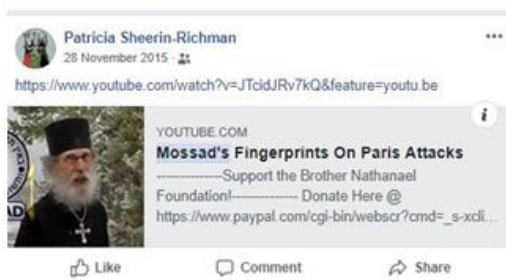 Patricia Sheerin-Richman
28 November 2015
https://www.youtube.com/watch?v=JTcidJRv7kQ&feature=youtu.be
YOUTUBE.COM
Mossad's Fingerprints On Paris Attacks
--------------Support the Brother Nathanael
Foundation!-------------- Donate Here @
https://www.paypal.com/cgi-bin/webscr?cmd=_s-xcli...
AD
Like Comment Share